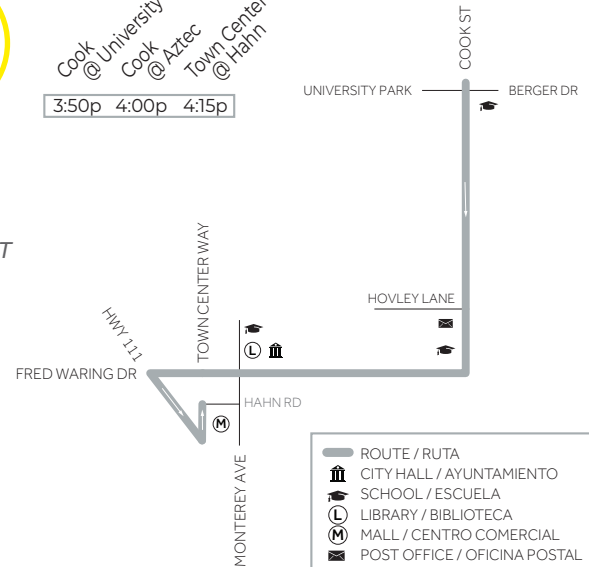 Cook
@ University
Cook
@ Aztec
Town Center
@ Hahn
3:50p 4:00p 4:15p
COOK ST
UNIVERSITY PARK
BERGER DR
T
TOWN CENTER WAY
HOVLEY LANE
HWY 111
L
FRED WARING DR
HAHN RD
M
MONTEREY AVE
ROUTE / RUTA
CITY HALL / AYUNTAMIENTO
SCHOOL / ESCUELA
L LIBRARY / BIBLIOTECA
M MALL / CENTRO COMERCIAL
POST OFFICE / OFICINA POSTAL